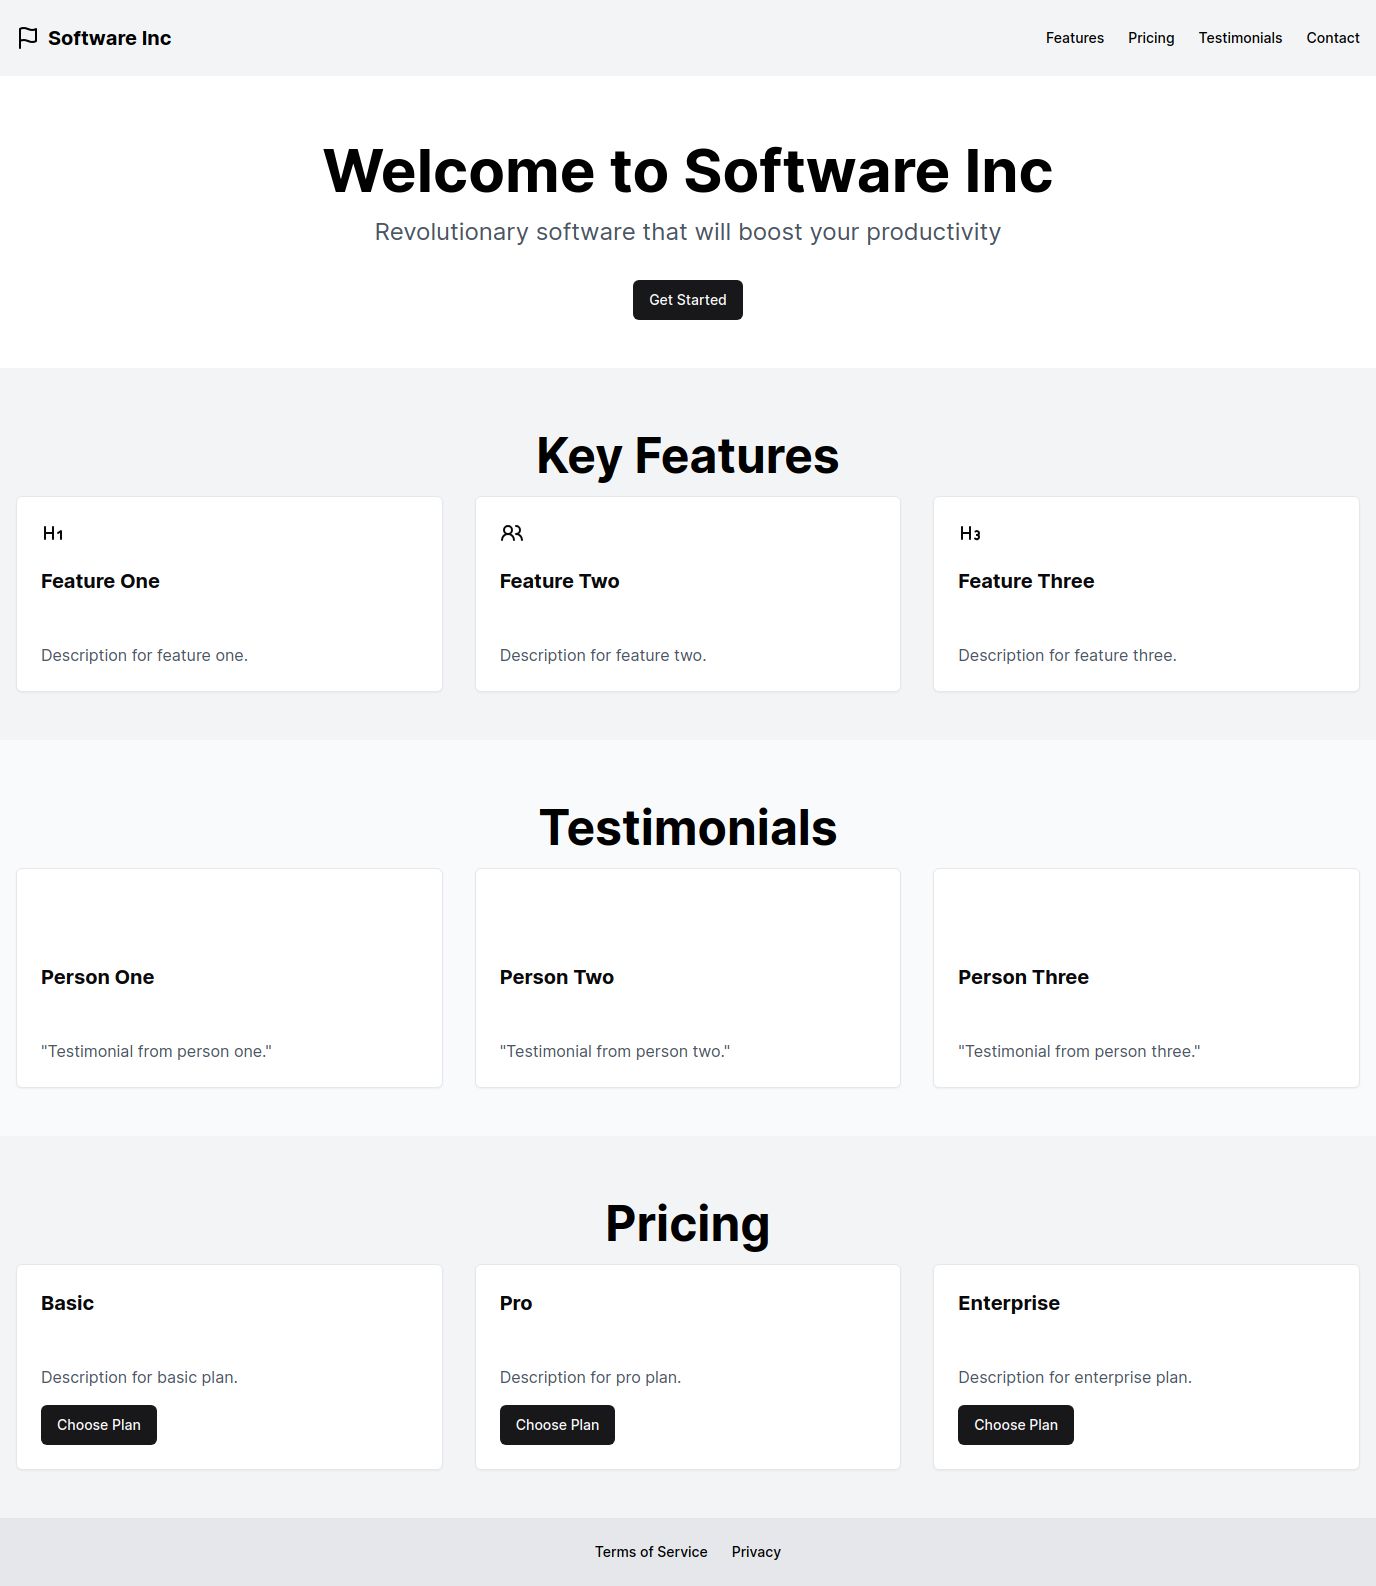 Software Inc
Features Pricing Testimonials Contact
Welcome to Software Inc
Revolutionary software that will boost your productivity
Get Started
Key Features
H1
Feature One
Description for feature one.
Feature Two
Description for feature two.
H3
Feature Three
Description for feature three.
Testimonials
Person One
"Testimonial from person one."
Person Two
"Testimonial from person two."
Person Three
"Testimonial from person three."
Pricing
Basic
Description for basic plan.
Choose Plan
Pro
Description for pro plan.
Choose Plan
Enterprise
Description for enterprise plan.
Choose Plan
Terms of Service Privacy